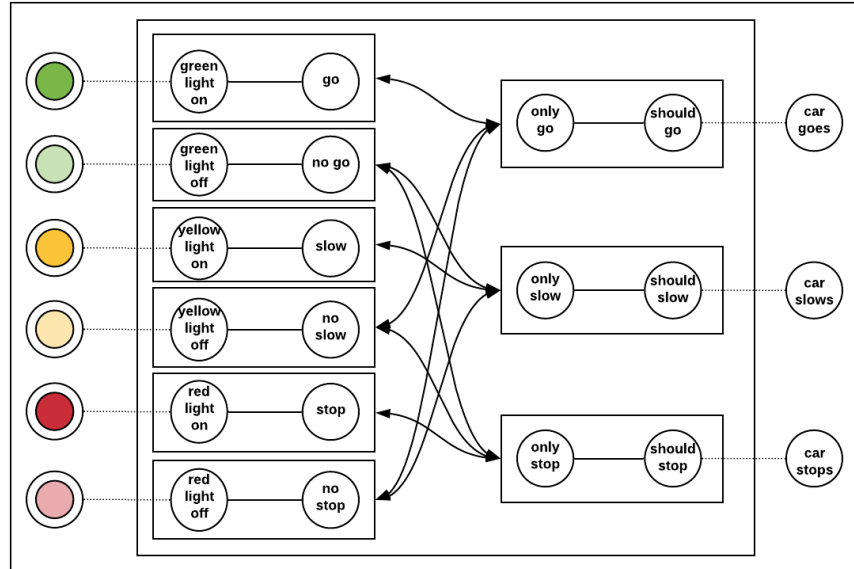 green
light
on
go
green
light
off
no go
yellow
light
on
slow
yellow
light
off
no
slow
red
light
on
stop
red
light
off
no
stop
only
go
should
go
car
goes
only
slow
should
slow
car
slows
only
stop
should
stop
car
stops